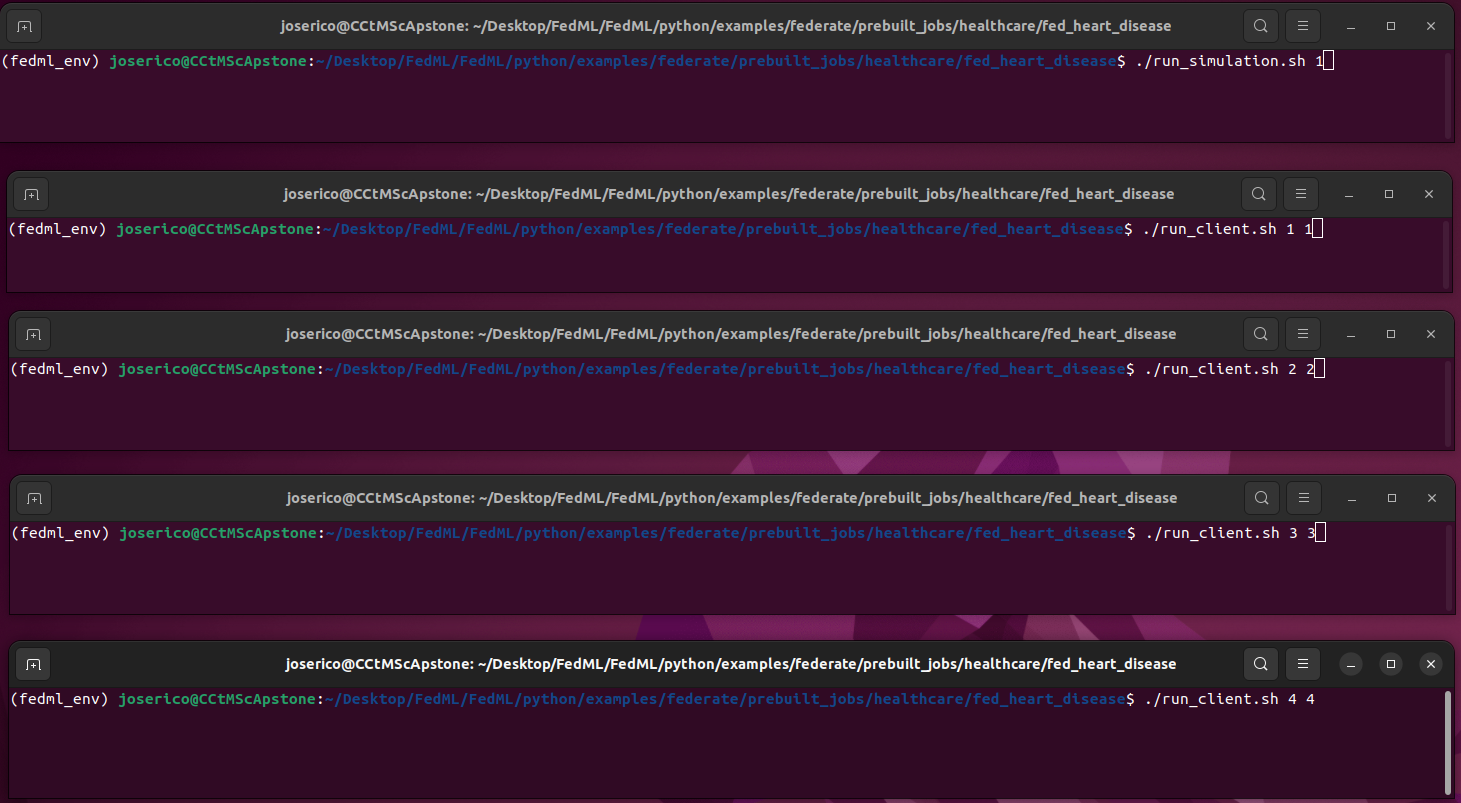 joserico@CCtMScApstone: ~/Desktop/FedML/FedML/python/examples/federate/prebuilt_jobs/healthcare/fed_heart_disease
(fedml_env) joserico@CCtMScApstone:~/Desktop/FedML/FedML/python/examples/federate/prebuilt_jobs/healthcare/fed_heart_disease$ ./run_simulation.sh 1
joserico@CCtMScApstone: ~/Desktop/FedML/FedML/python/examples/federate/prebuilt_jobs/healthcare/fed_heart_disease
(fedml_env) joserico@CCtMScApstone:~/Desktop/FedML/FedML/python/examples/federate/prebuilt_jobs/healthcare/fed_heart_disease$ ./run_client.sh 1 1
joserico@CCtMScApstone: ~/Desktop/FedML/FedML/python/examples/federate/prebuilt_jobs/healthcare/fed_heart_disease
(fedml_env) joserico@CCtMScApstone:~/Desktop/FedML/FedML/python/examples/federate/prebuilt_jobs/healthcare/fed_heart_disease$ ./run_client.sh 2 2
joserico@CCtMScApstone: ~/Desktop/FedML/FedML/python/examples/federate/prebuilt_jobs/healthcare/fed_heart_disease
(fedml_env) joserico@CCtMScApstone:~/Desktop/FedML/FedML/python/examples/federate/prebuilt_jobs/healthcare/fed_heart_disease$ ./run_client.sh 3 3
joserico@CCtMScApstone: ~/Desktop/FedML/FedML/python/examples/federate/prebuilt_jobs/healthcare/fed_heart_disease
(fedml_env) joserico@CCtMScApstone:~/Desktop/FedML/FedML/python/examples/federate/prebuilt_jobs/healthcare/fed_heart_disease$ ./run_client.sh 4 4